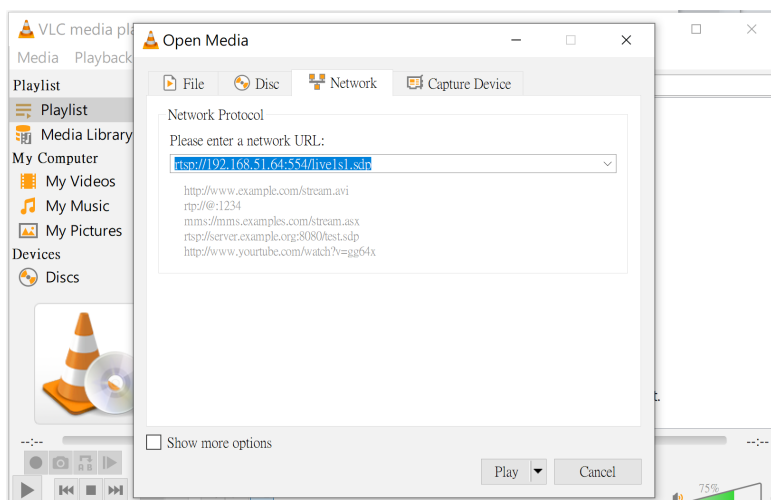 VLC media pla
Media Playback
Open Media
File Disc Network Capture Device
Playlist
Playlist
Media Library
My Computer
My Videos
My Music
My Pictures
Devices
Discs
Network Protocol
Please enter a network URL:
rtsp://192.168.51.64:554/live1s1.sdp
http://www.example.com/stream.avi
rtp://@:1234
mms://mms.examples.com/stream.asx
rtsp://server.example.org:8080/test.sdp
http://www.yourtube.com/watch?v=gg64x
t.
Show more options
--:-- --:--
Play Cancel
75%